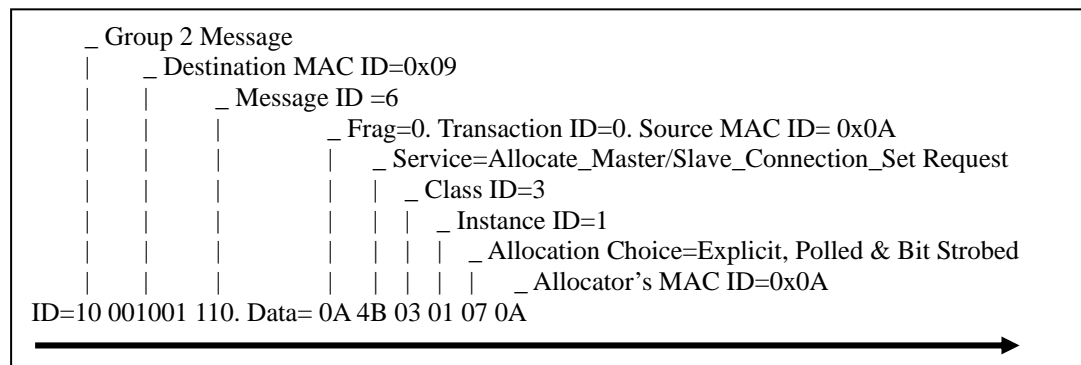 _ Group 2 Message
| _ Destination MAC ID=0x09
| | _ Message ID =6
| | | _ Frag=0. Transaction ID=0. Source MAC ID= 0x0A
| | | | _ Service=Allocate_Master/Slave_Connection_Set Request
| | | | | _ Class ID=3
| | | | | | _ Instance ID=1
| | | | | | | _ Allocation Choice=Explicit, Polled & Bit Strobed
| | | | | | | | _ Allocator's MAC ID=0x0A
ID=10 001001 110. Data= 0A 4B 03 01 07 0A